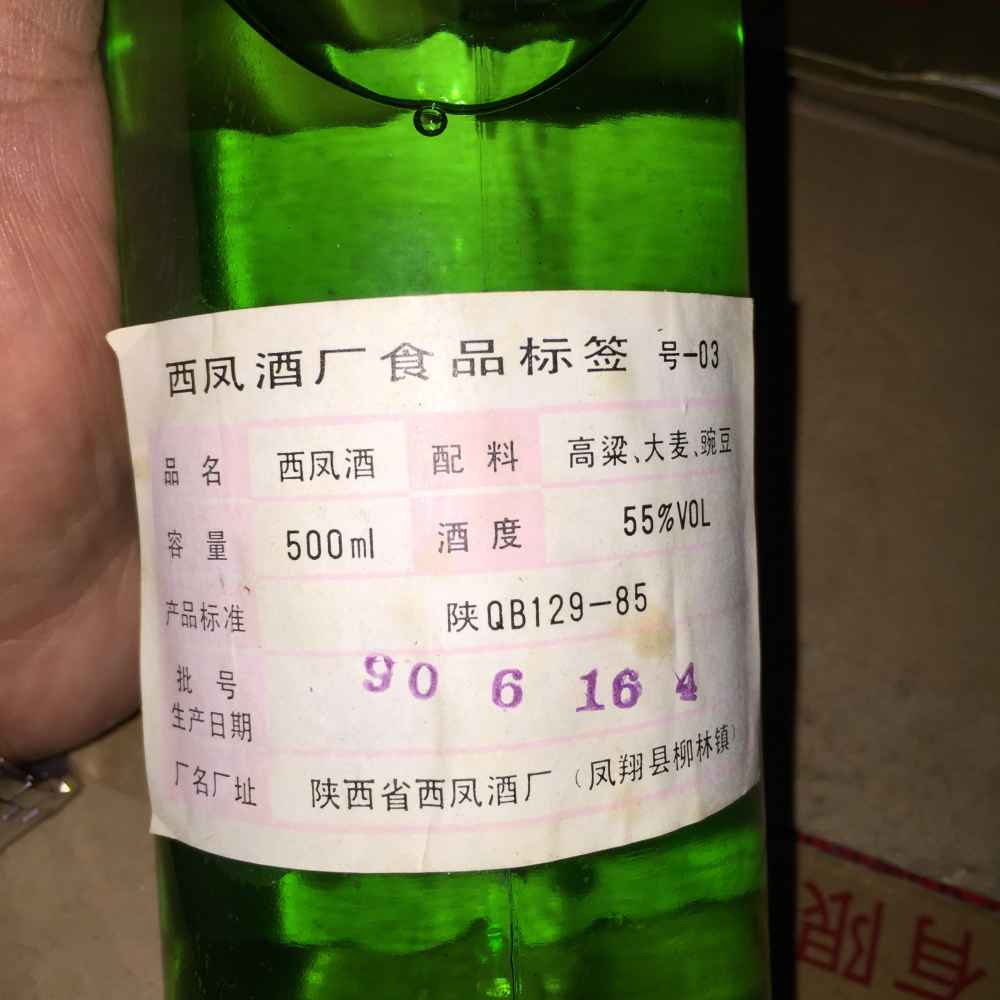 西凤酒厂食品标签 号-03
品名 西凤酒 配料 高粱、大麦、豌豆
容量 500ml 酒度 55%VOL
产品标准 陕QB129-85
批号
生产日期 90 6 16 4
厂名厂址 陕西省西凤酒厂(凤翔县柳林镇)
有限